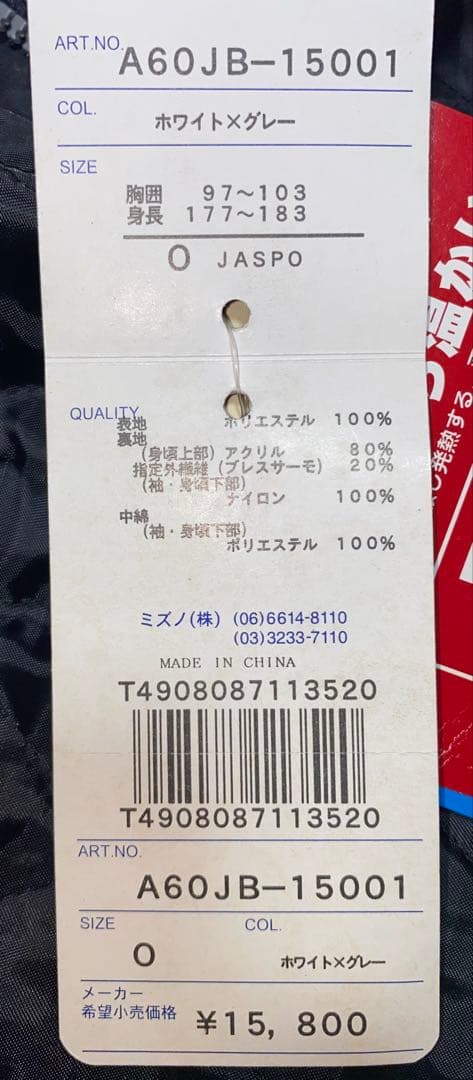 ART.NO. A60JB-15001
COL. ホワイト×グレー
SIZE
胸囲 97~103
身長 177~183
O JASPO
QUALITY
表地 ポリエステル 100%
裏地
(身頃上部) アクリル 80%
指定外繊維 (ブレスサーモ) 20%
(袖・身頃下部)
ナイロン 100%
中綿
(袖・身頃下部)
ポリエステル 100%
ミズノ(株) (06)6614-8110
(03)3233-7110
MADE IN CHINA
T4908087113520
T4908087113520
ART.NO.
A60JB-15001
SIZE COL.
O ホワイト×グレー
メーカー
希望小売価格 ¥15,800
温か
発熱する